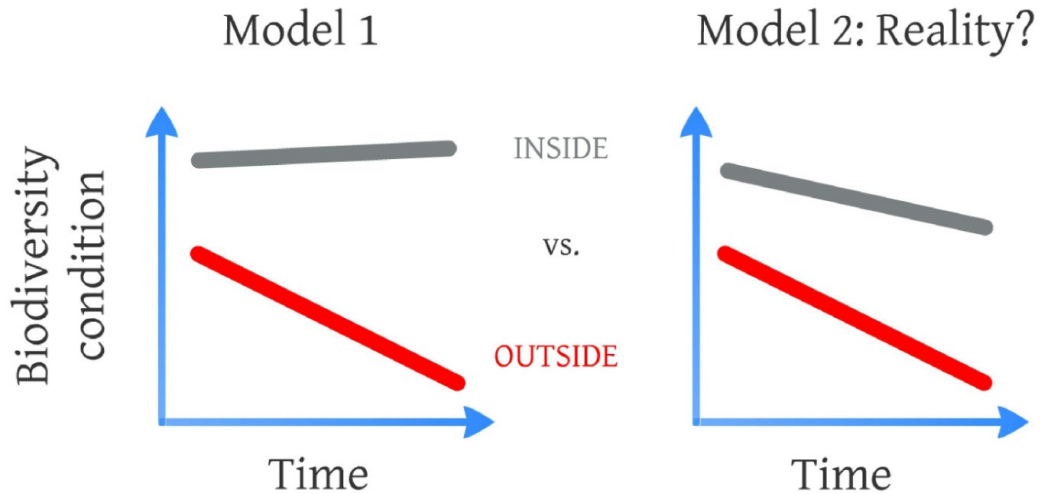 Model 1
Model 2: Reality?
Biodiversity
condition
INSIDE
vs.
OUTSIDE
Time
Time